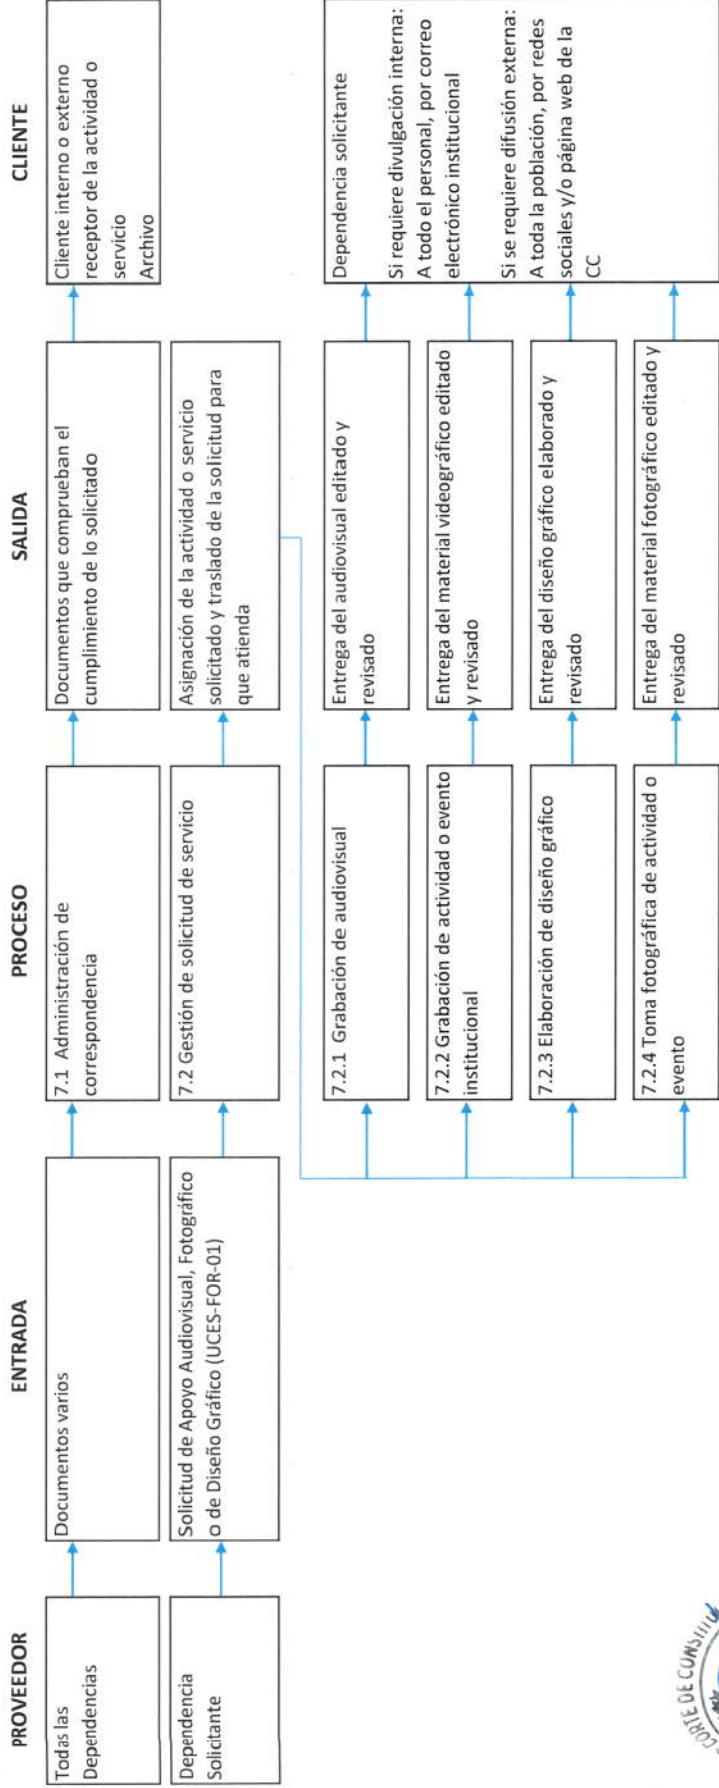 PROVEEDOR
ENTRADA
PROCESO
SALIDA
CLIENTE
Todas las
Dependencias
Documentos varios
7.1 Administración de
correspondencia
Documentos que comprueban el
cumplimiento de lo solicitado
Cliente interno o externo
receptor de la actividad o
servicio
Archivo
Dependencia
Solicitante
Solicitud de Apoyo Audiovisual, Fotográfico
o de Diseño Gráfico (UCES-FOR-01)
7.2 Gestión de solicitud de servicio
Asignación de la actividad o servicio
solicitado y traslado de la solicitud para
que atienda
7.2.1 Grabación de audiovisual
Entrega del audiovisual editado y
revisado
7.2.2 Grabación de actividad o evento
institucional
Entrega del material videográfico editado
y revisado
7.2.3 Elaboración de diseño gráfico
Entrega del diseño gráfico elaborado y
revisado
7.2.4 Toma fotográfica de actividad o
evento
Entrega del material fotográfico editado y
revisado
Dependencia solicitante
Si requiere divulgación interna:
A todo el personal, por correo
electrónico institucional
Si se requiere difusión externa:
A toda la población, por redes
sociales y/o página web de la
CC
CORTE DE